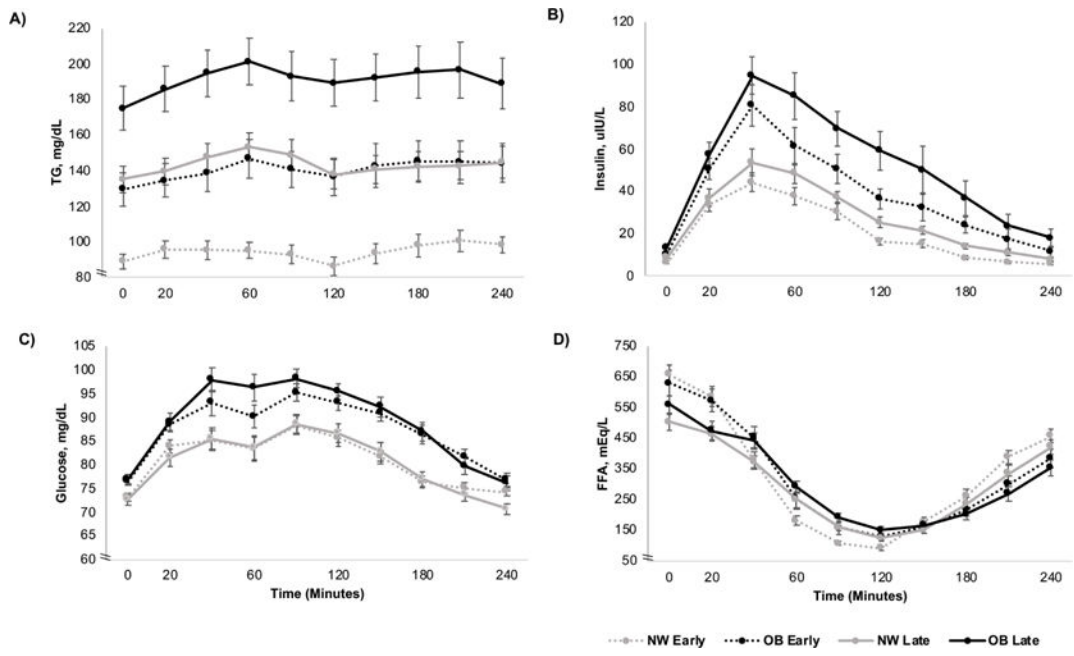 A)
TG, mg/dL
220
200
180
160
140
120
100
80
0 20 60 120 180 240
B)
Insulin, uIU/L
120
100
80
60
40
20
0
0 20 60 120 180 240
C)
Glucose, mg/dL
105
100
95
90
85
80
75
70
65
60
0 20 60 120 180 240
Time (Minutes)
D)
FFA, mEq/L
750
650
550
450
350
250
150
50
0 20 60 120 180 240
Time (Minutes)
NW Early OB Early NW Late OB Late